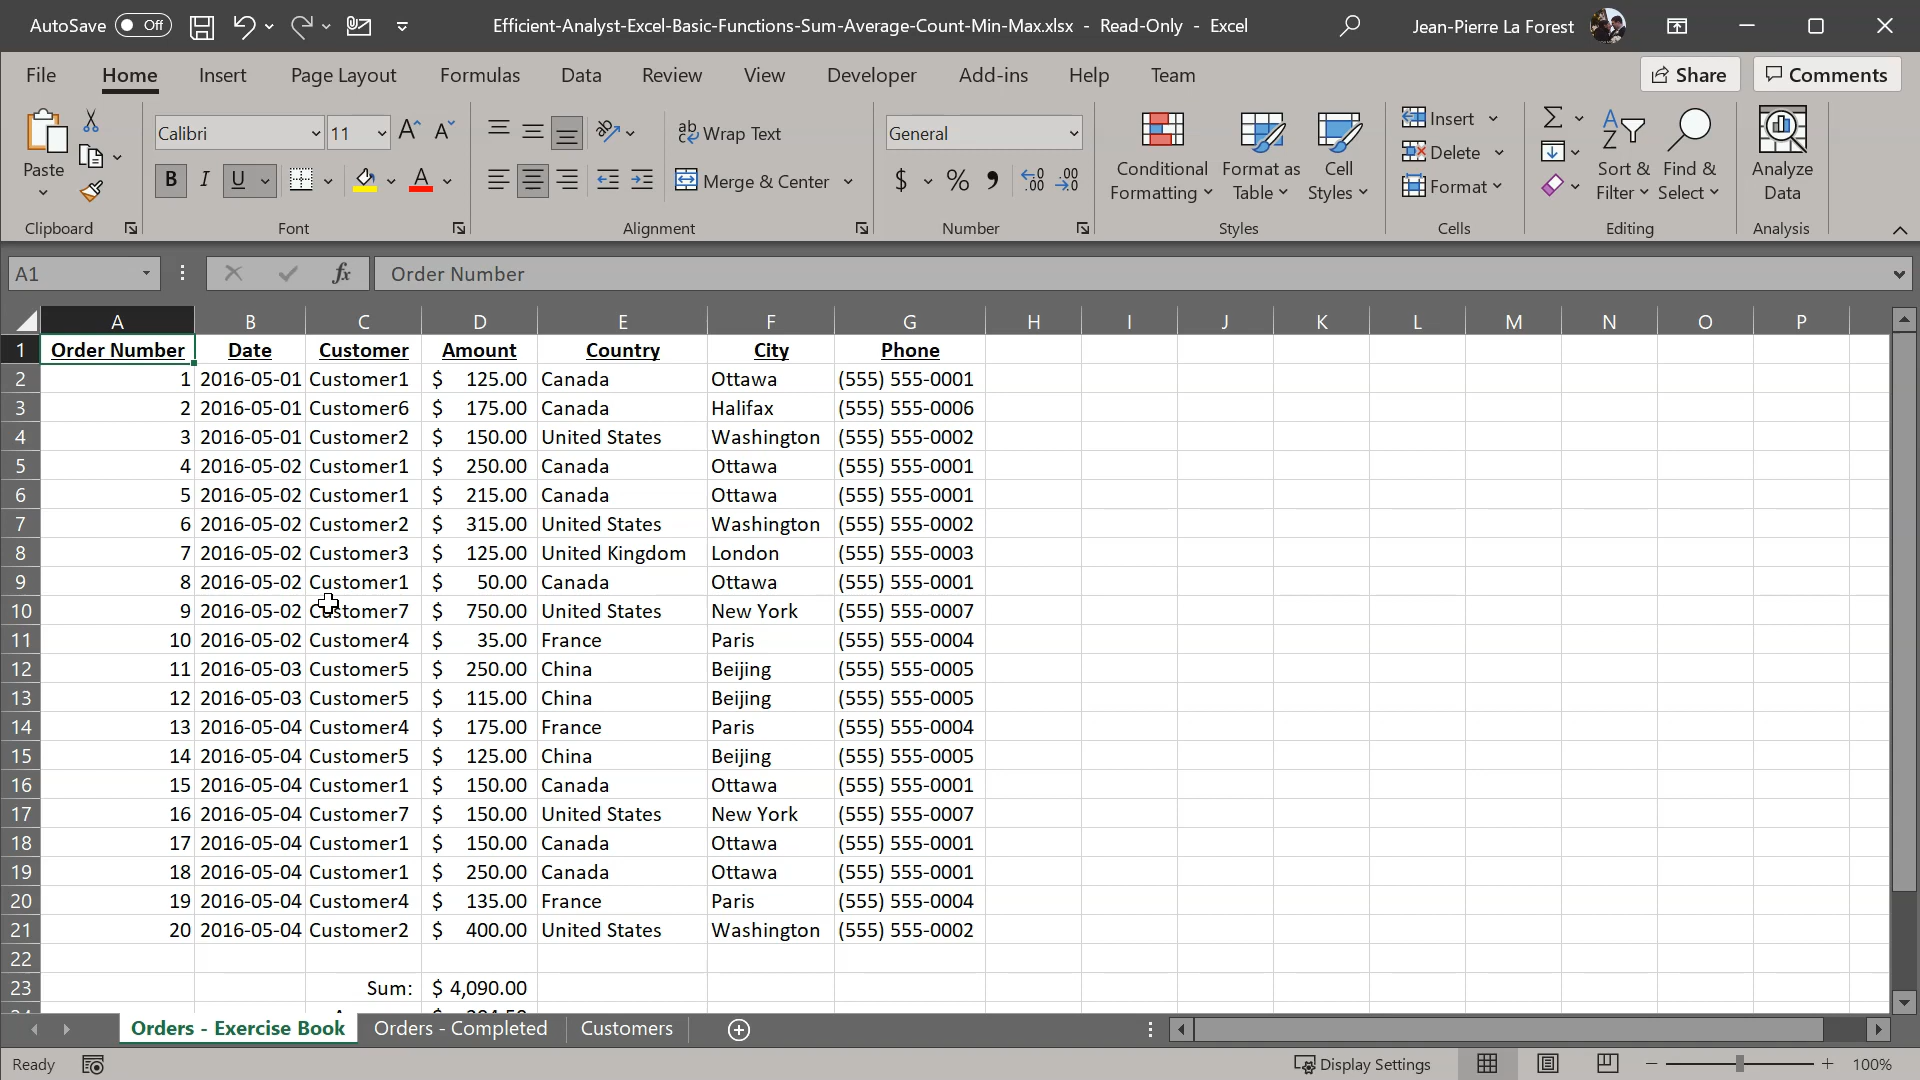 AutoSave Off Efficient-Analyst-Excel-Basic-Functions-Sum-Average-Count-Min-Max.xlsx - Read-Only - Excel Jean-Pierre La Forest
File Home Insert Page Layout Formulas Data Review View Developer Add-ins Help Team Share Comments
Calibri 11 Wrap Text General Insert
Paste Conditional Formatting Format as Table Cell Styles Delete Sort & Filter Find & Select Analyze Data
B I U A Merge & Center $ % Format
Clipboard Font Alignment Number Styles Cells Editing Analysis
A1 fx Order Number
A B C D E F G H I J K L M N O P
1 Order Number Date Customer Amount Country City Phone
2 1 2016-05-01 Customer1 $ 125.00 Canada Ottawa (555) 555-0001
3 2 2016-05-01 Customer6 $ 175.00 Canada Halifax (555) 555-0006
4 3 2016-05-01 Customer2 $ 150.00 United States Washington (555) 555-0002
5 4 2016-05-02 Customer1 $ 250.00 Canada Ottawa (555) 555-0001
6 5 2016-05-02 Customer1 $ 215.00 Canada Ottawa (555) 555-0001
7 6 2016-05-02 Customer2 $ 315.00 United States Washington (555) 555-0002
8 7 2016-05-02 Customer3 $ 125.00 United Kingdom London (555) 555-0003
9 8 2016-05-02 Customer1 $ 50.00 Canada Ottawa (555) 555-0001
10 9 2016-05-02 Customer7 $ 750.00 United States New York (555) 555-0007
11 10 2016-05-02 Customer4 $ 35.00 France Paris (555) 555-0004
12 11 2016-05-03 Customer5 $ 250.00 China Beijing (555) 555-0005
13 12 2016-05-03 Customer5 $ 115.00 China Beijing (555) 555-0005
14 13 2016-05-04 Customer4 $ 175.00 France Paris (555) 555-0004
15 14 2016-05-04 Customer5 $ 125.00 China Beijing (555) 555-0005
16 15 2016-05-04 Customer1 $ 150.00 Canada Ottawa (555) 555-0001
17 16 2016-05-04 Customer7 $ 150.00 United States New York (555) 555-0007
18 17 2016-05-04 Customer1 $ 150.00 Canada Ottawa (555) 555-0001
19 18 2016-05-04 Customer1 $ 250.00 Canada Ottawa (555) 555-0001
20 19 2016-05-04 Customer4 $ 135.00 France Paris (555) 555-0004
21 20 2016-05-04 Customer2 $ 400.00 United States Washington (555) 555-0002
22
23 Sum: $ 4,090.00
Orders - Exercise Book Orders - Completed Customers
Ready Display Settings 100%